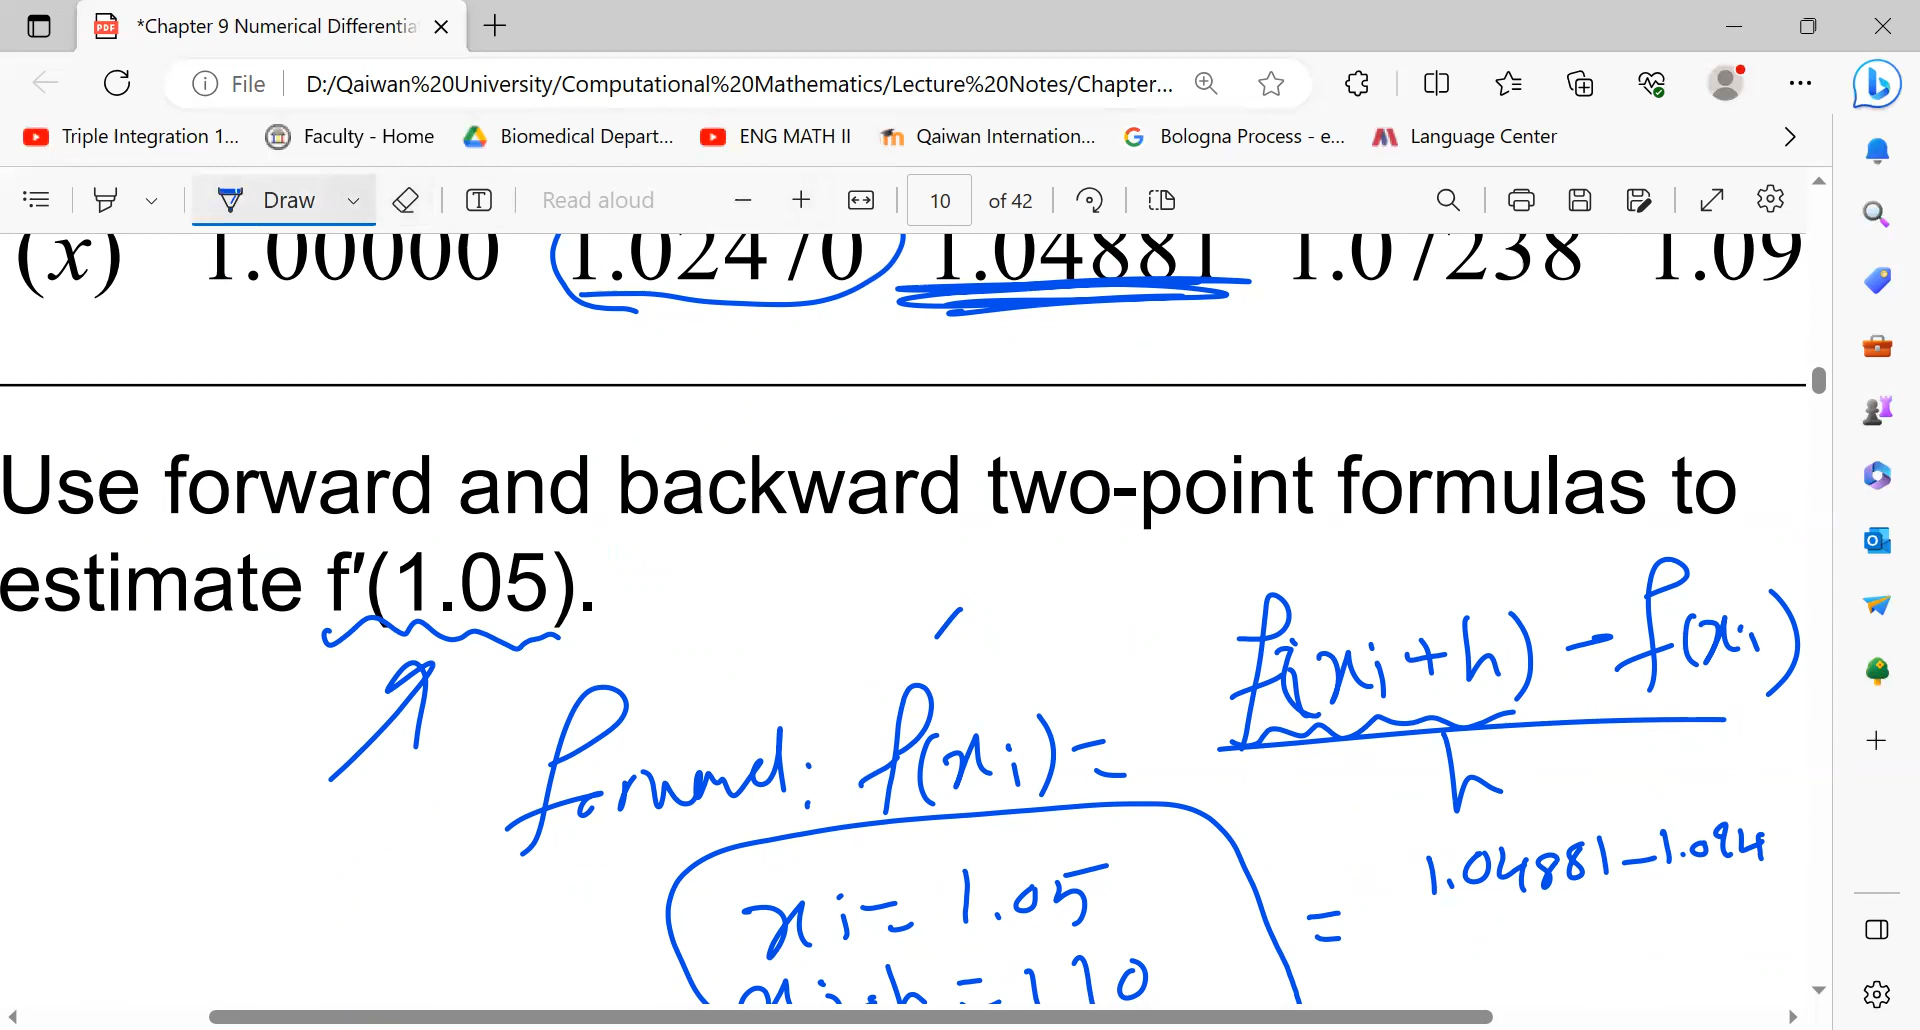 *Chapter 9 Numerical Differentia
File D:/Qaiwan%20University/Computational%20Mathematics/Lecture%20Notes/Chapter...
Triple Integration 1... Faculty - Home Biomedical Depart... ENG MATH II Qaiwan Internation... Bologna Process - e... Language Center
Draw Read aloud 10 of 42
(x) 1.00000 1.02470 1.04881 1.07238 1.09
Use forward and backward two-point formulas to
estimate f′(1.05).
f(xi+h) - f(xi)
forward: f′(xi) =
h
1.04881-1.024
xi = 1.05
=
xi+h = 1.10